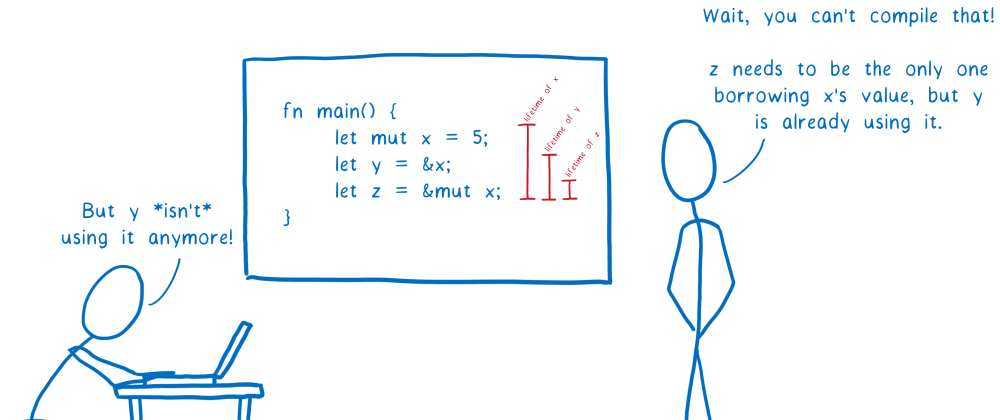 Wait, you can't compile that!
z needs to be the only one
borrowing x's value, but y
is already using it.
fn main() {
let mut x = 5;
let y = &x;
let z = &mut x;
}
lifetime of x
lifetime of y
lifetime of z
But y *isn't*
using it anymore!